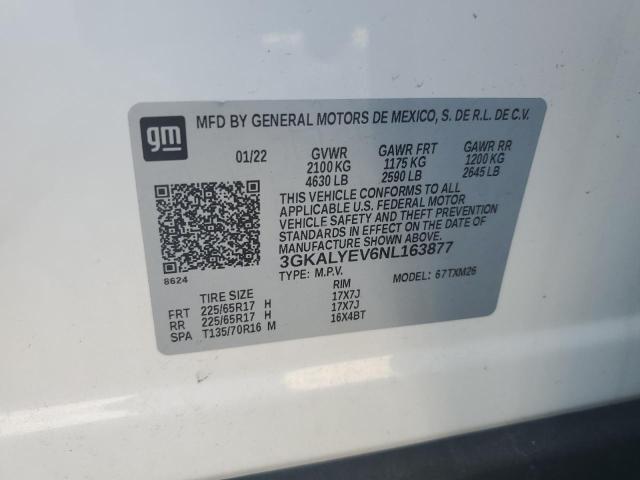 gm
MFD BY GENERAL MOTORS DE MEXICO, S. DE R.L. DE C.V.
01/22 GVWR GAWR FRT GAWR RR
2100 KG 1175 KG 1200 KG
4630 LB 2590 LB 2645 LB
THIS VEHICLE CONFORMS TO ALL
APPLICABLE U.S. FEDERAL MOTOR
VEHICLE SAFETY AND THEFT PREVENTION
STANDARDS IN EFFECT ON THE DATE OF
MANUFACTURE SHOWN ABOVE.
3GKALYEV6NL163877
8624 TYPE: M.P.V. MODEL: 67TXM26
TIRE SIZE RIM
FRT 225/65R17 H 17X7J
RR 225/65R17 H 17X7J
SPA T135/70R16 M 16X4BT